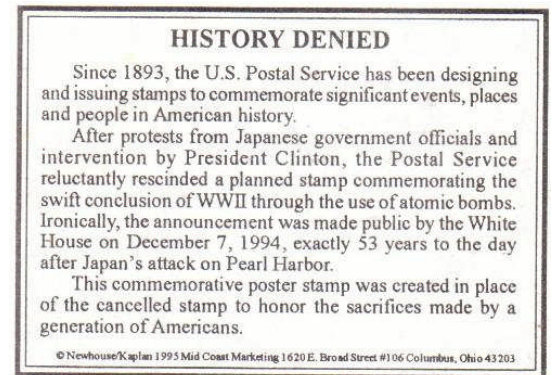 HISTORY DENIED
Since 1893, the U.S. Postal Service has been designing
and issuing stamps to commemorate significant events, places
and people in American history.
After protests from Japanese government officials and
intervention by President Clinton, the Postal Service
reluctantly rescinded a planned stamp commemorating the
swift conclusion of WWII through the use of atomic bombs.
Ironically, the announcement was made public by the White
House on December 7, 1994, exactly 53 years to the day
after Japan's attack on Pearl Harbor.
This commemorative poster stamp was created in place
of the cancelled stamp to honor the sacrifices made by a
generation of Americans.
© Newhouse/Kaplan 1995 Mid Coast Marketing 1620 E. Broad Street #106 Columbus, Ohio 43203